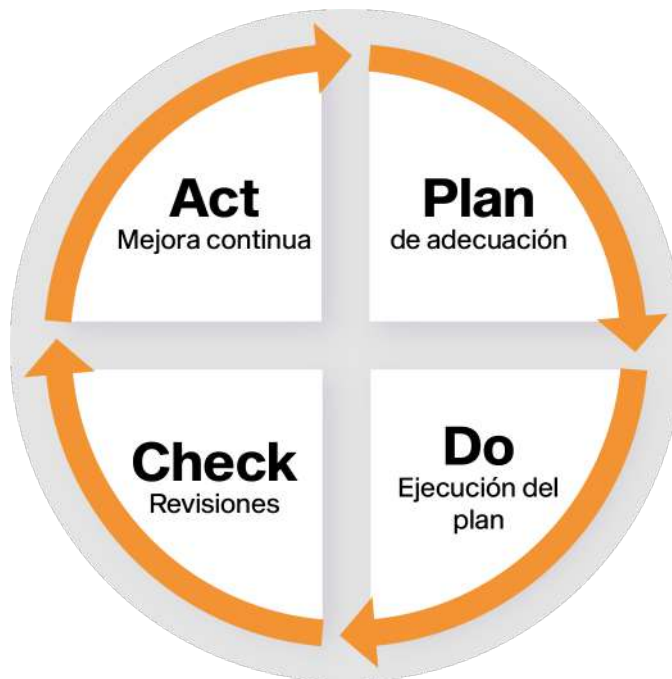 Act
Mejora continua
Plan
de adecuación
Check
Revisiones
Do
Ejecución del
plan